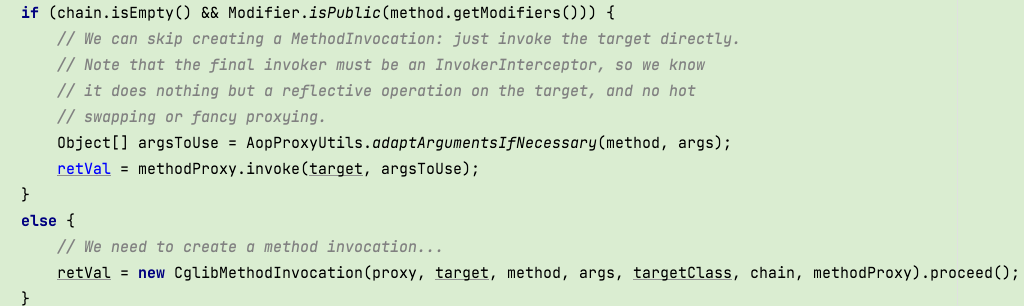 if (chain.isEmpty() && Modifier.isPublic(method.getModifiers())) {
// We can skip creating a MethodInvocation: just invoke the target directly.
// Note that the final invoker must be an InvokerInterceptor, so we know
// it does nothing but a reflective operation on the target, and no hot
// swapping or fancy proxying.
Object[] argsToUse = AopProxyUtils.adaptArgumentsIfNecessary(method, args);
retVal = methodProxy.invoke(target, argsToUse);
}
else {
// We need to create a method invocation...
retVal = new CglibMethodInvocation(proxy, target, method, args, targetClass, chain, methodProxy).proceed();
}